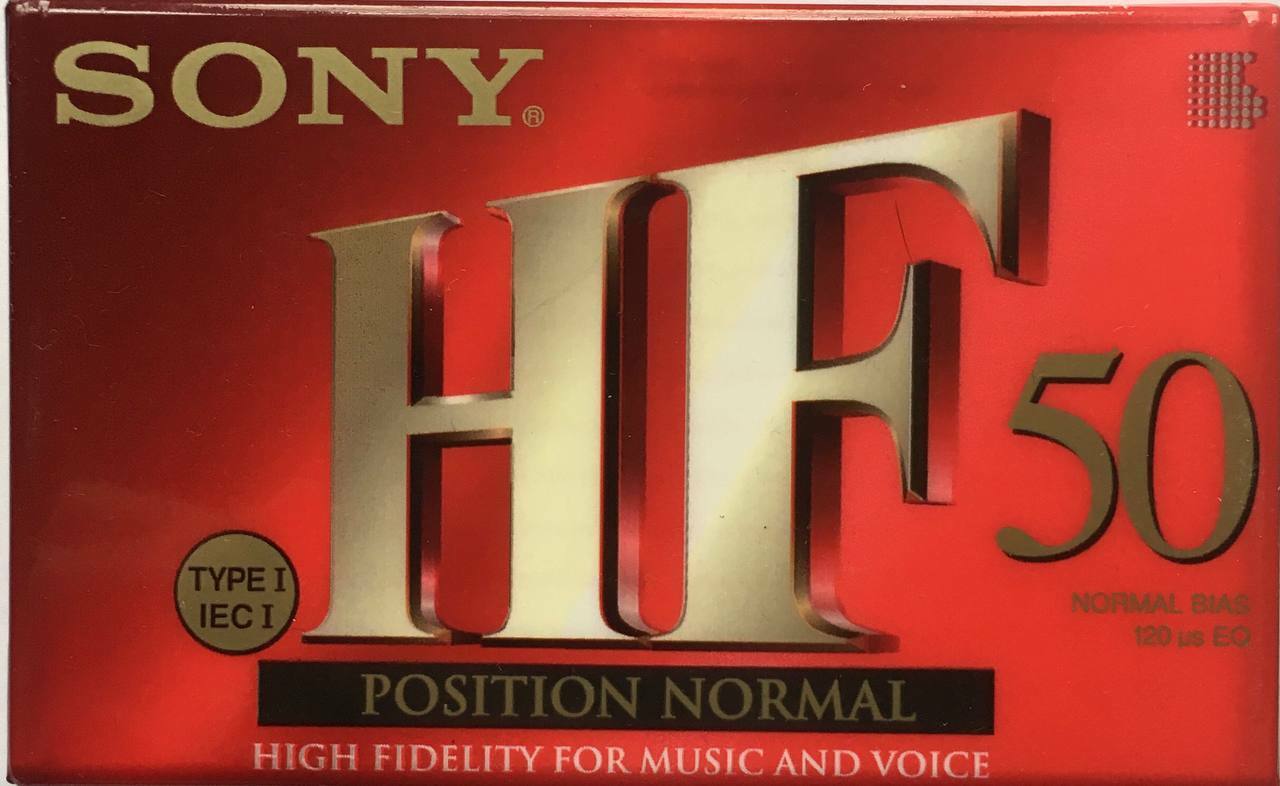 SONY®
HF
50
TYPE I
IEC I
NORMAL BIAS
120 µs EQ
POSITION NORMAL
HIGH FIDELITY FOR MUSIC AND VOICE